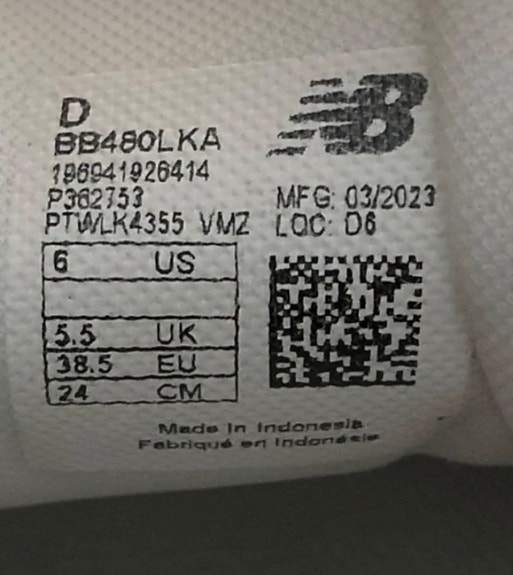 D
NB
BB480LKA
196941926414
P362753
PTWLK4355 VMZ
MFG: 03/2023
LOC: D6
6 US
5.5 UK
38.5 EU
24 CM
Made in Indonesia
Fabriqué en Indonésie